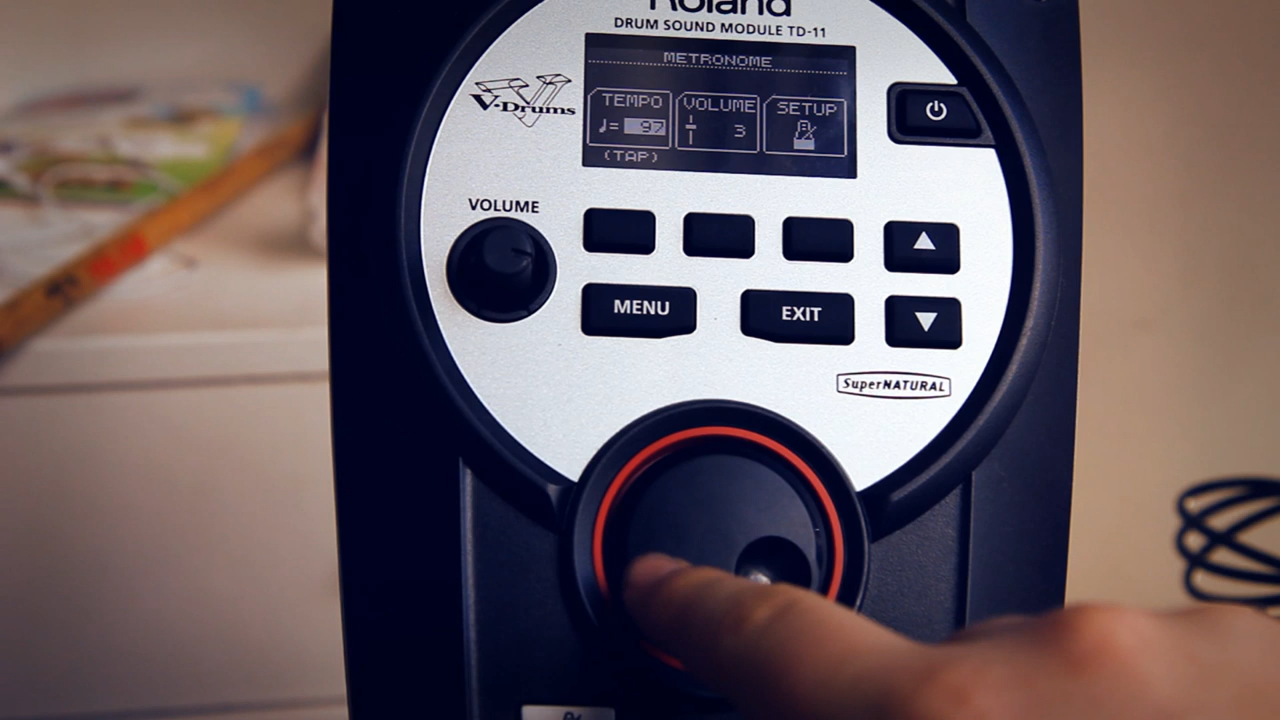 Roland
DRUM SOUND MODULE TD-11
METRONOME
TEMPO VOLUME SETUP
♩= 97 3
(TAP)
V-Drums
VOLUME
MENU EXIT
SuperNATURAL